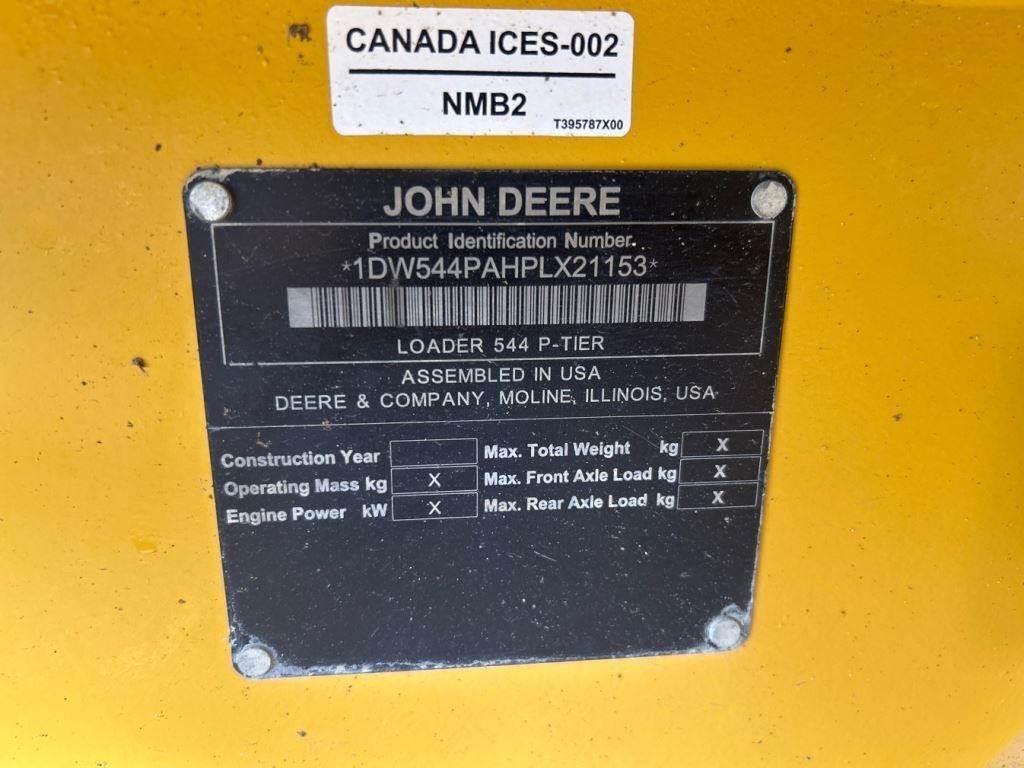 CANADA ICES-002
NMB2
T395787X00
JOHN DEERE
Product Identification Number.
*1DW544PAHPLX21153*
LOADER 544 P-TIER
ASSEMBLED IN USA
DEERE & COMPANY, MOLINE, ILLINOIS, USA
Construction Year
Max. Total Weight kg X
Operating Mass kg X
Max. Front Axle Load kg X
Engine Power kW X
Max. Rear Axle Load kg X